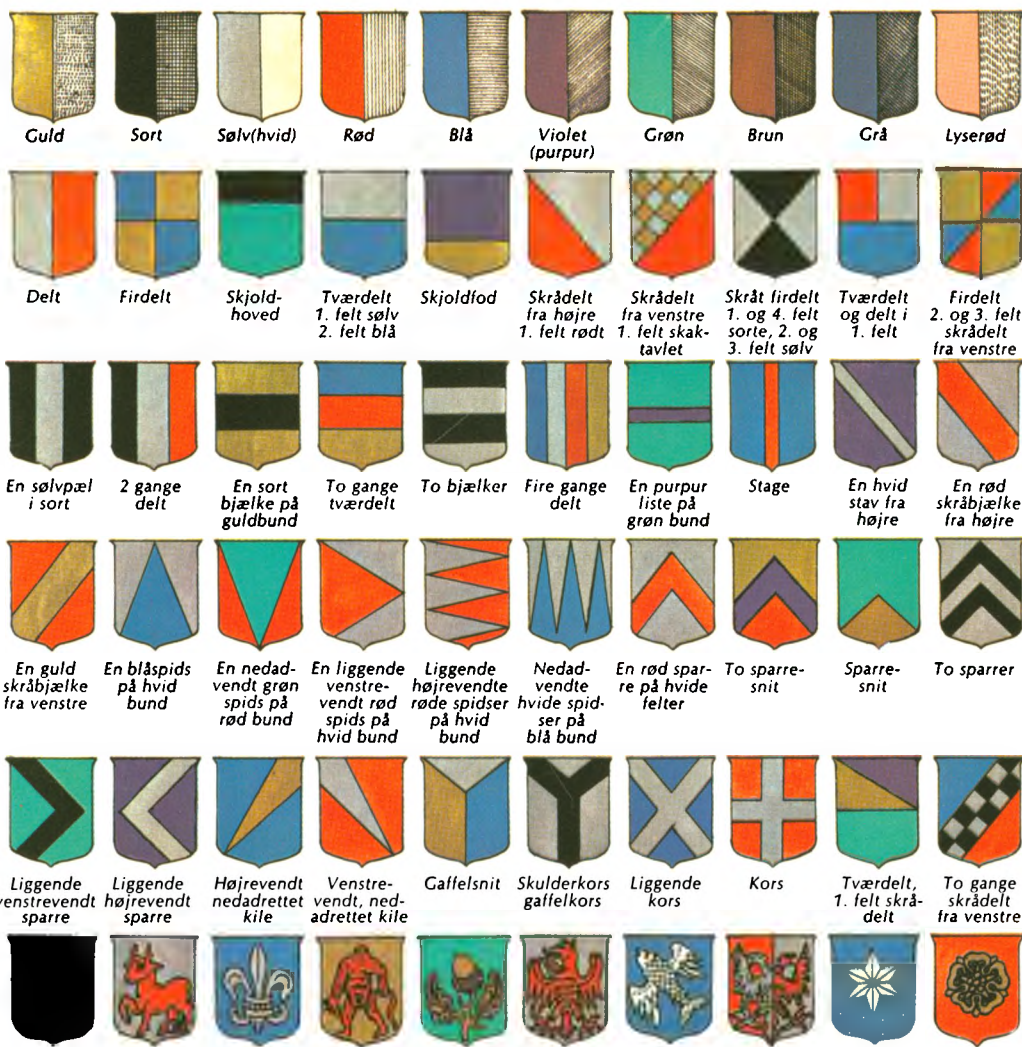 Guld
Sort
Sølv(hvid)
Rød
Blå
Violet
(purpur)
Grøn
Brun
Grå
Lyserød
Delt
Firdelt
Skjold-
hoved
Tværdelt
1. felt sølv
2. felt blå
Skjoldfod
Skrådelt
fra højre
1. felt rødt
Skrådelt
fra venstre
1. felt skak-
tavlet
Skråt firdelt
1. og 4. felt
sorte, 2. og
3. felt sølv
Tværdelt
og delt i
1. felt
Firdelt
2. og 3. felt
skrådelt
fra venstre
En sølvpæl
i sort
2 gange
delt
En sort
bjælke på
guldbund
To gange
tværdelt
To bjælker
Fire gange
delt
En purpur
liste på
grøn bund
Stage
En hvid
stav fra
højre
En rød
skråbjælke
fra højre
En guld
skråbjælke
fra venstre
En blåspids
på hvid
bund
En nedad-
vendt grøn
spids på
rød bund
En liggende
venstre-
vendt rød
spids på
hvid bund
Liggende
højrevendte
røde spidser
på hvid
bund
Nedad-
vendte
hvide spid-
ser på
blå bund
En rød spar-
re på hvide
felter
To sparre-
snit
Sparre-
snit
To sparrer
Liggende
venstrevendt
sparre
Liggende
højrevendt
sparre
Højrevendt
nedadrettet
kile
Venstre-
vendt, ned-
adrettet kile
Gaffelsnit
Skulderkors
gaffelkors
Liggende
kors
Kors
Tværdelt,
1. felt skrå-
delt
To gange
skrådelt
fra venstre